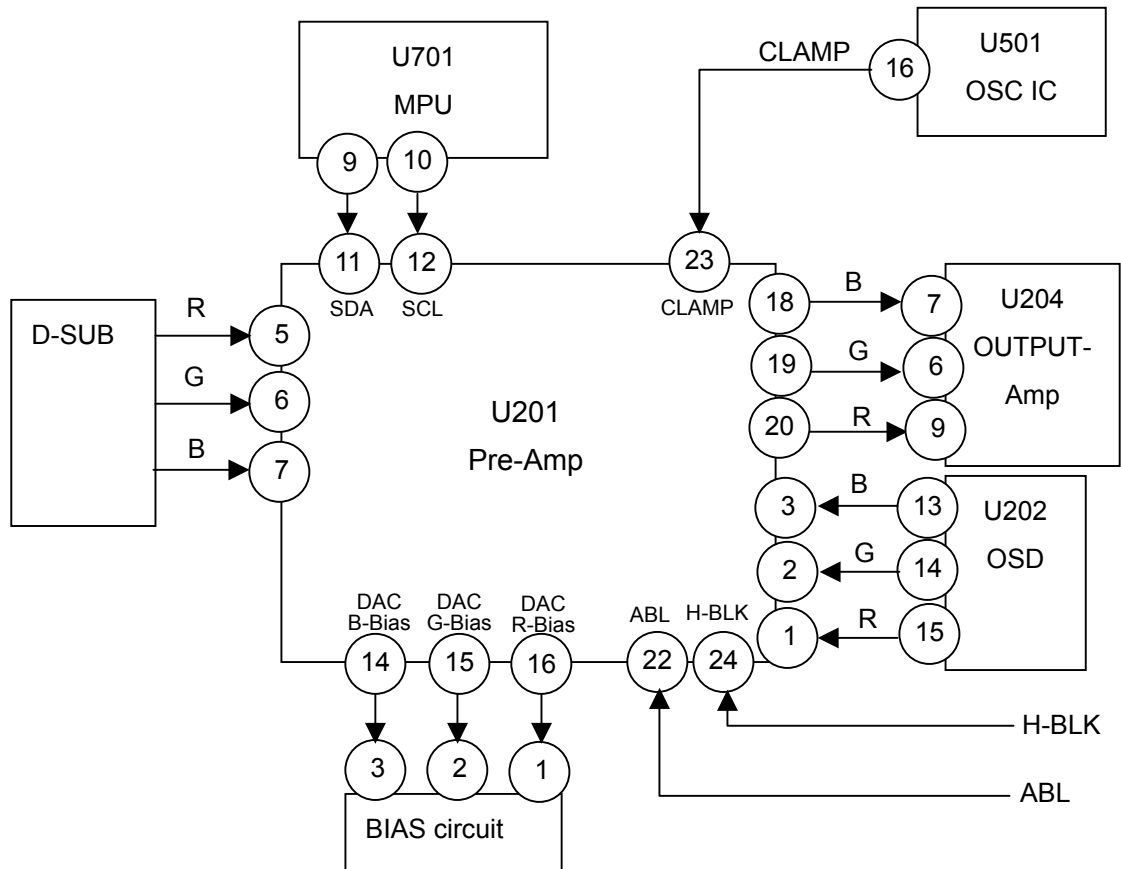 U701
MPU
9
10
CLAMP
16
U501
OSC IC
11
12
SDA
SCL
23
CLAMP
D-SUB
R
G
B
5
6
7
U201
Pre-Amp
18
19
20
B
G
R
7
6
9
U204
OUTPUT-
Amp
3
2
1
B
G
R
13
14
15
U202
OSD
DAC
B-Bias
DAC
G-Bias
DAC
R-Bias
ABL
H-BLK
14
15
16
22
24
H-BLK
ABL
3
2
1
BIAS circuit